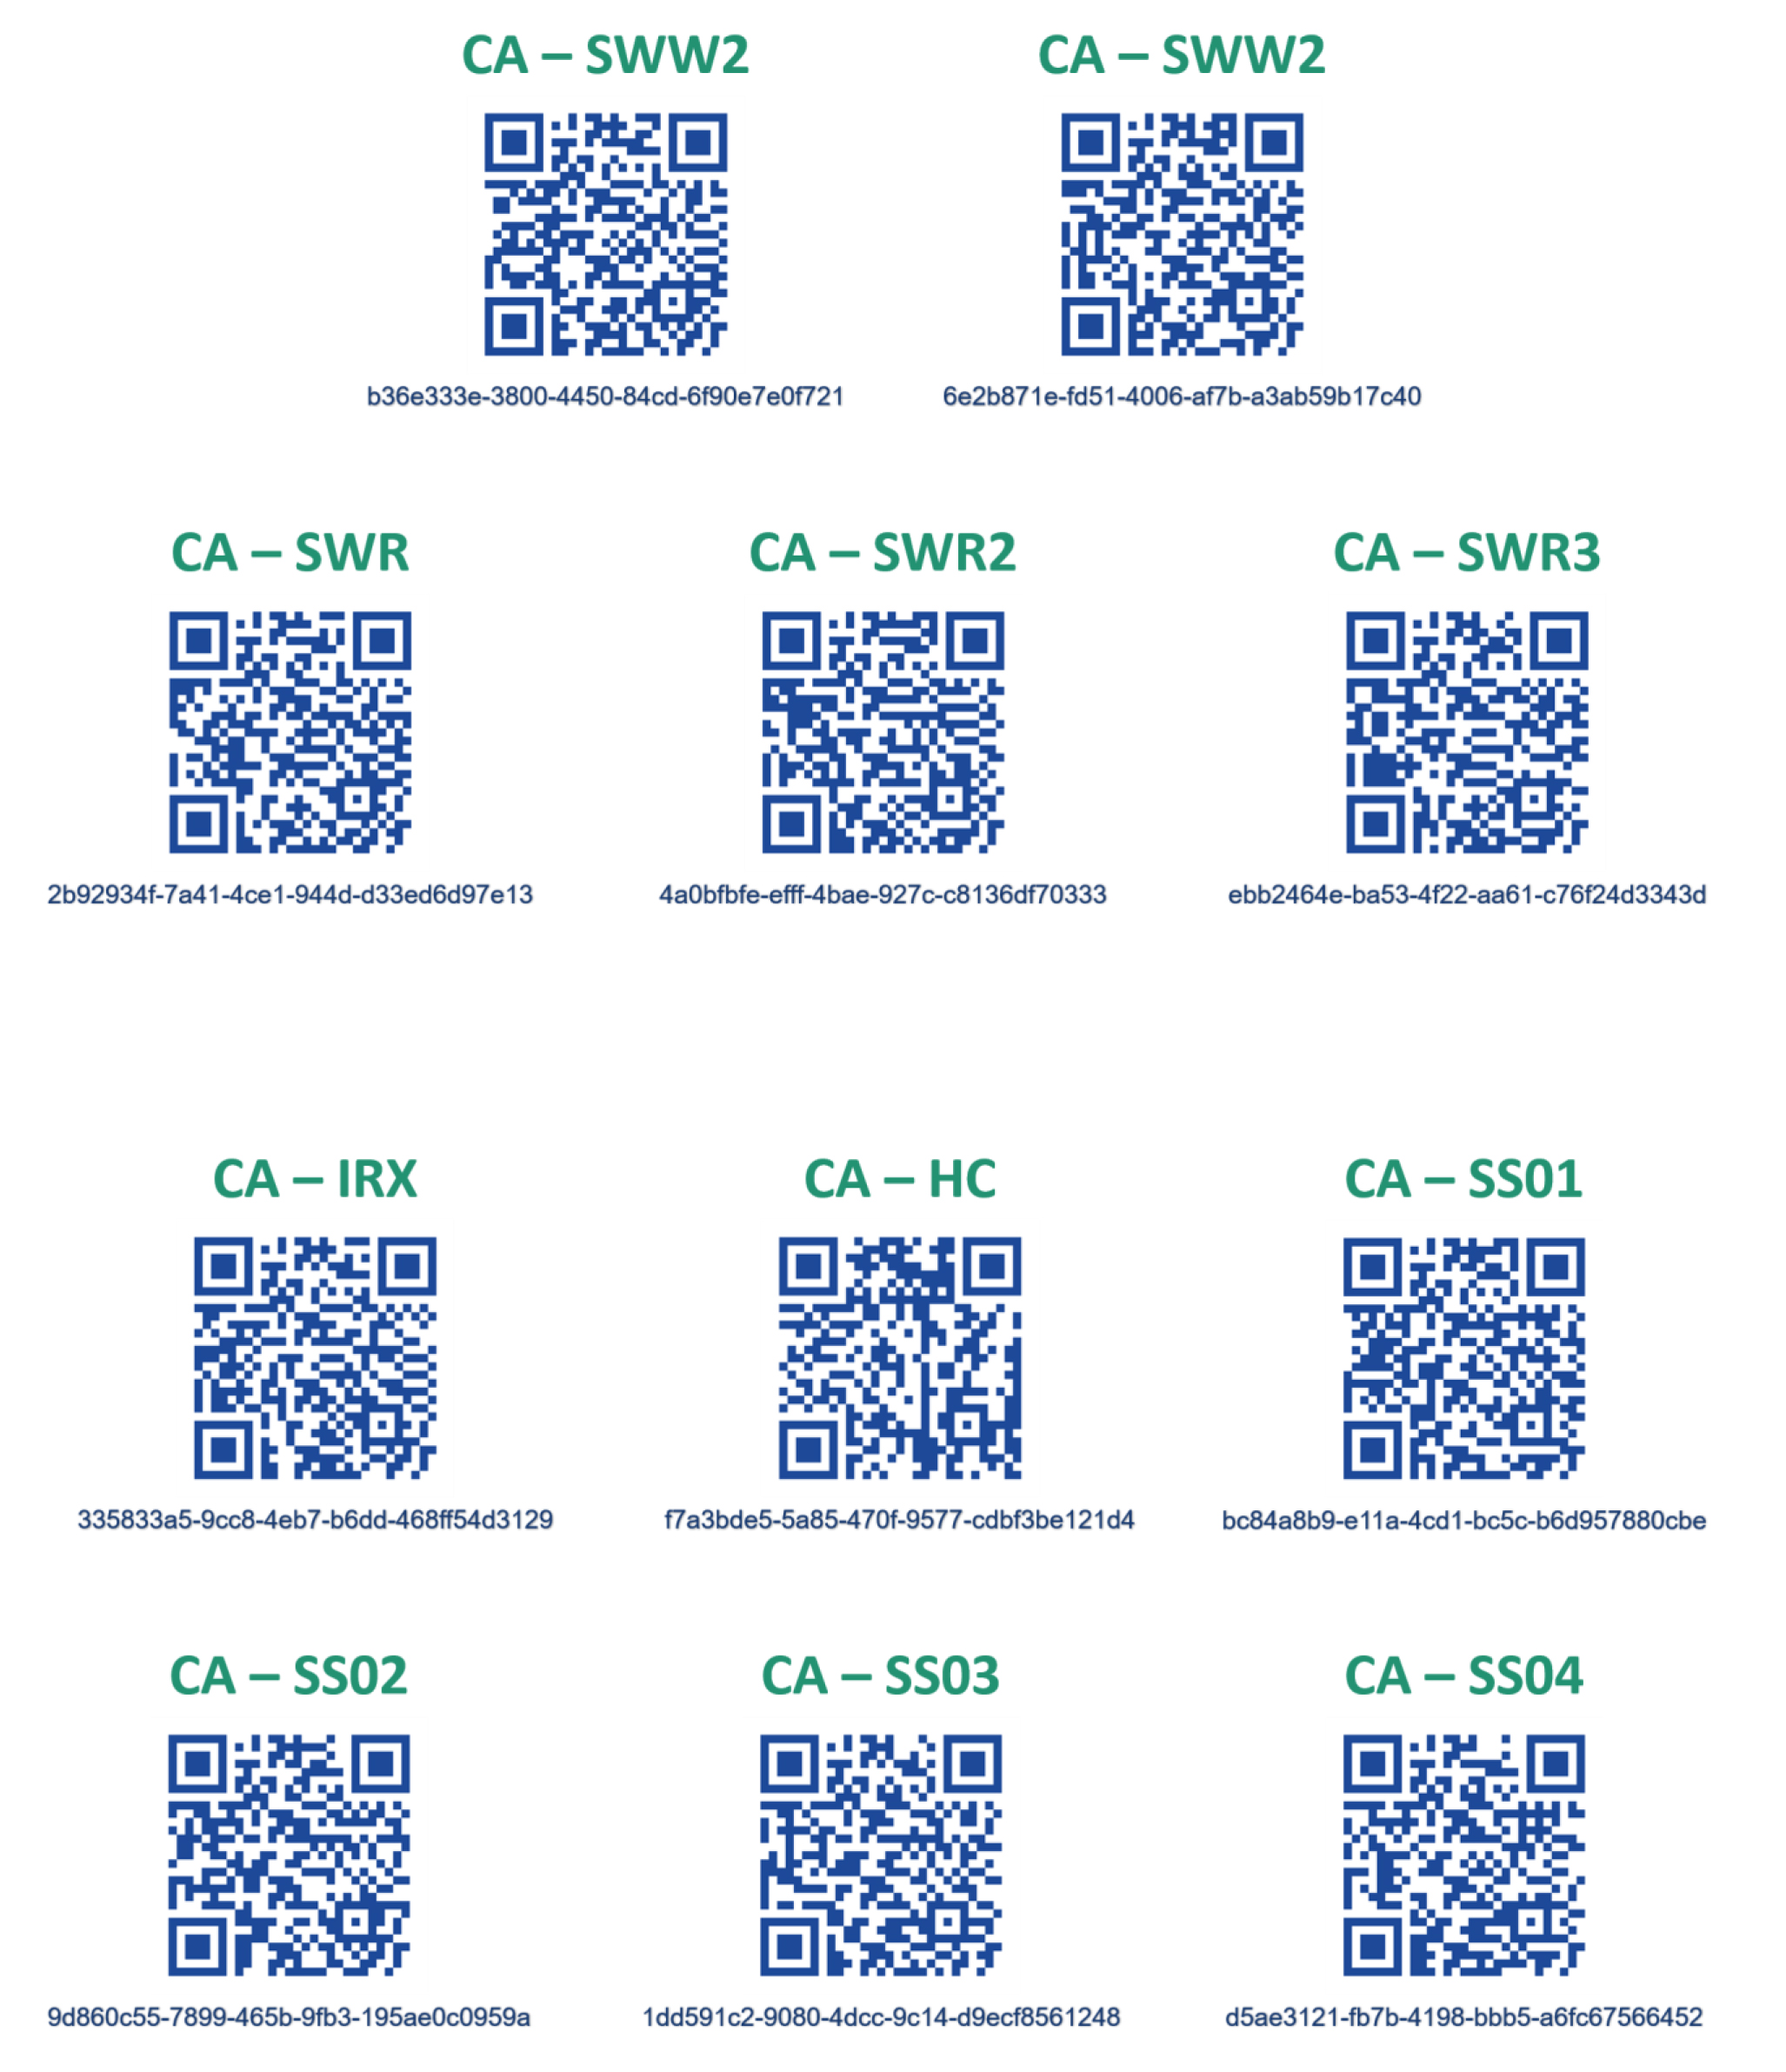 CA – SWW2 CA – SWW2
b36e333e-3800-4450-84cd-6f90e7e0f721 6e2b871e-fd51-4006-af7b-a3ab59b17c40
CA – SWR CA – SWR2 CA – SWR3
2b92934f-7a41-4ce1-944d-d33ed6d97e13 4a0bfbfe-efff-4bae-927c-c8136df70333 ebb2464e-ba53-4f22-aa61-c76f24d3343d
CA – IRX CA – HC CA – SS01
335833a5-9cc8-4eb7-b6dd-468ff54d3129 f7a3bde5-5a85-470f-9577-cdbf3be121d4 bc84a8b9-e11a-4cd1-bc5c-b6d957880cbe
CA – SS02 CA – SS03 CA – SS04
9d860c55-7899-465b-9fb3-195ae0c0959a 1dd591c2-9080-4dcc-9c14-d9ecf8561248 d5ae3121-fb7b-4198-bbb5-a6fc67566452